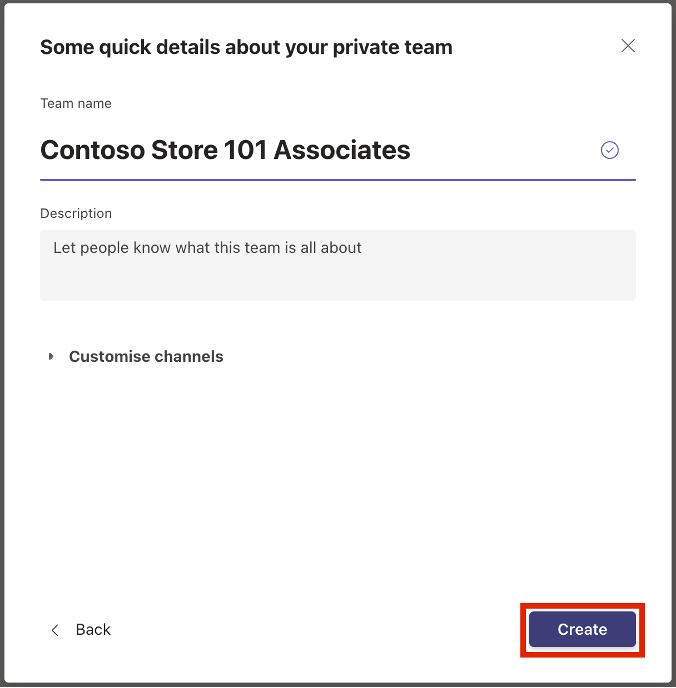 Some quick details about your private team
Team name
Contoso Store 101 Associates
Description
Let people know what this team is all about
Customise channels
Back
Create